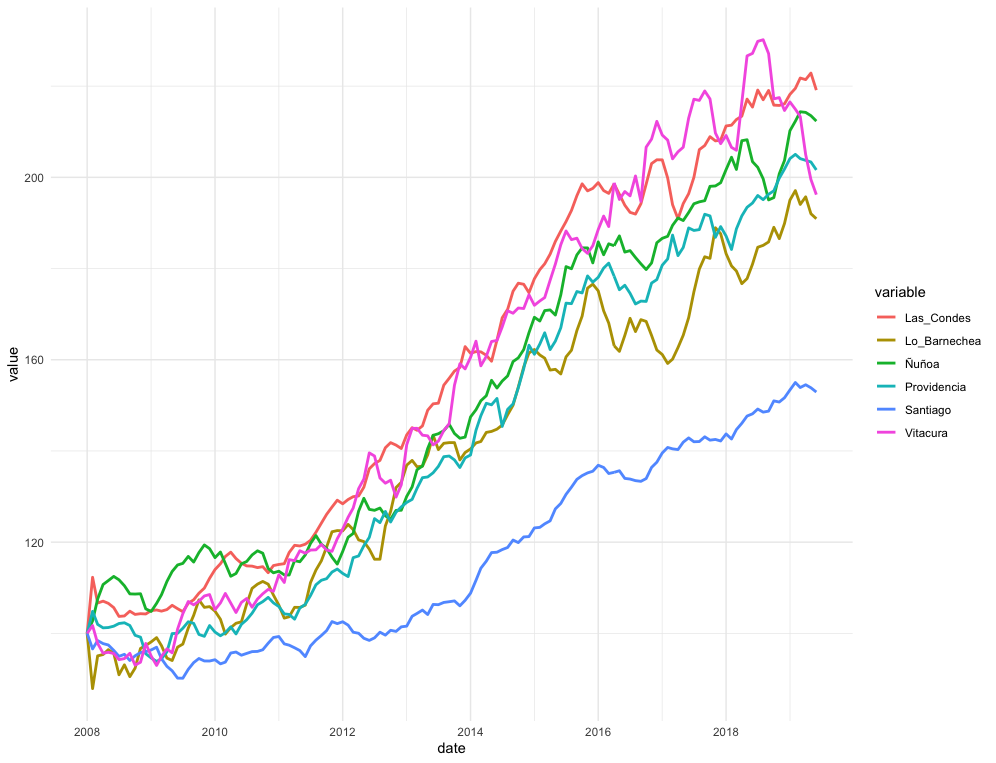 200
160
120
value
2008 2010 2012 2014 2016 2018
date
variable
Las_Condes
Lo_Barnechea
Ñuñoa
Providencia
Santiago
Vitacura